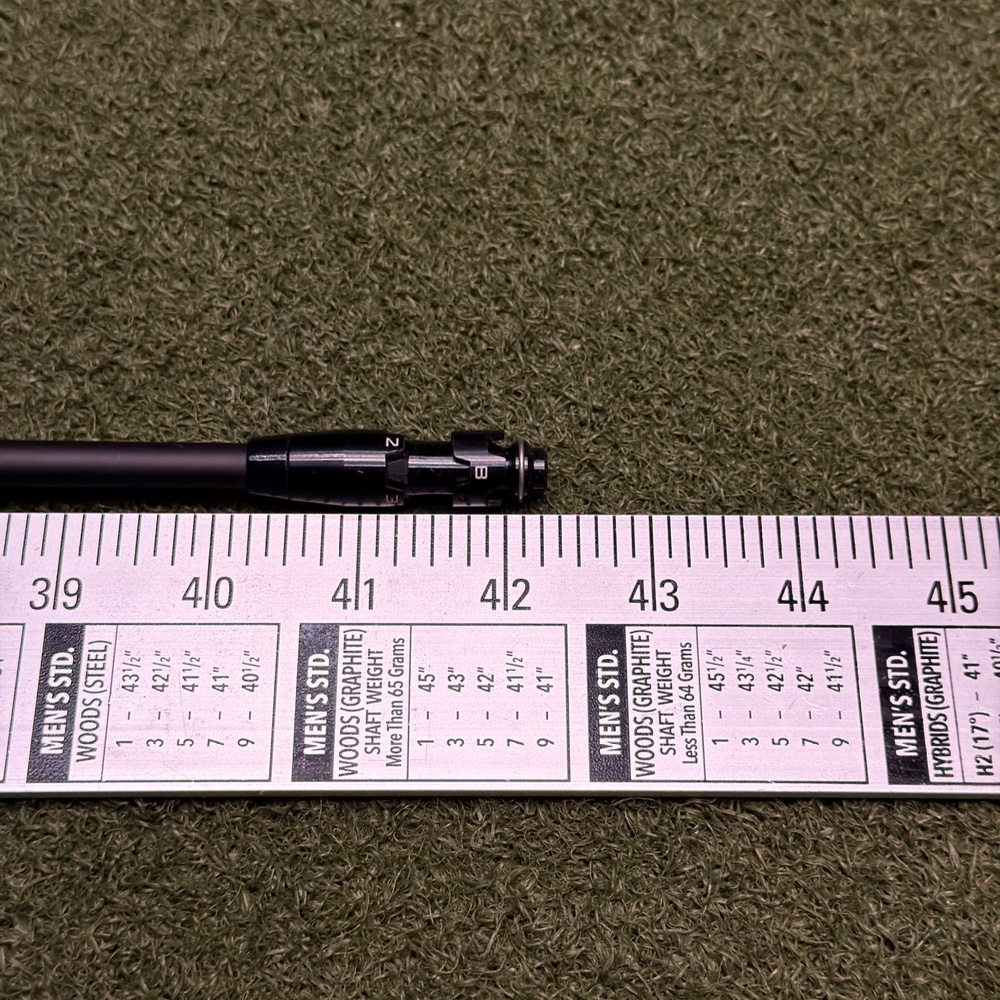 2
3
B
39 40 41 42 43 44 45
MEN'S STD.
WOODS (STEEL)
1 - 43½"
3 - 42½"
5 - 41½"
7 - 41"
9 - 40½"
MEN'S STD.
WOODS (GRAPHITE)
SHAFT WEIGHT
More Than 65 Grams
1 - 45"
3 - 43"
5 - 42"
7 - 41½"
9 - 41"
MEN'S STD.
WOODS (GRAPHITE)
SHAFT WEIGHT
Less Than 64 Grams
1 - 45½"
3 - 43¼"
5 - 42½"
7 - 42"
9 - 41½"
MEN'S STD.
HYBRIDS (GRAPHITE)
H2 (17°) - 41"